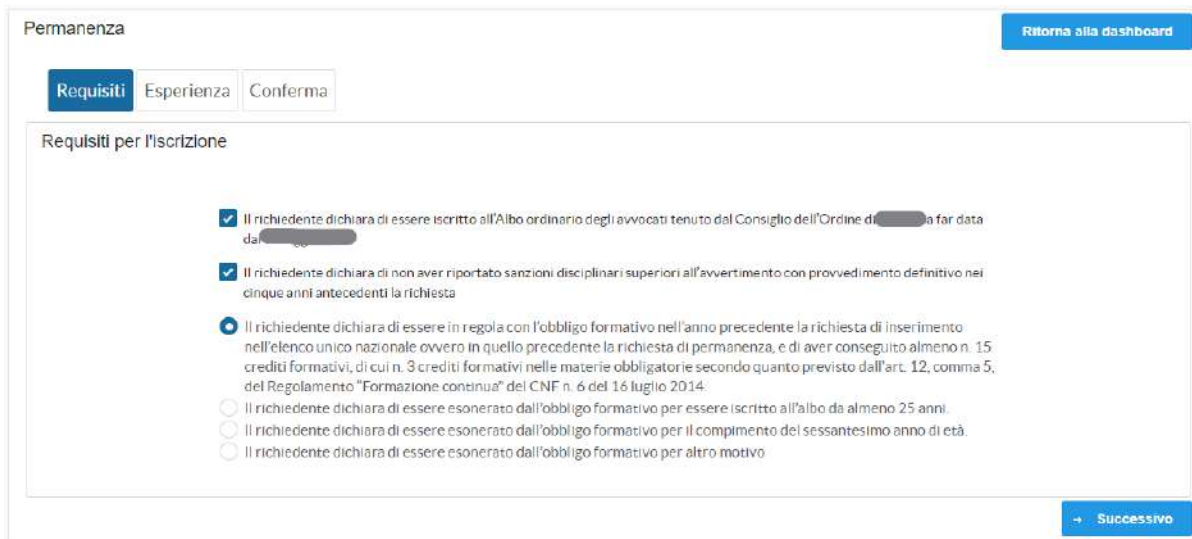 Permanenza
Ritorna alla dashboard
Requisiti Esperienza Conferma
Requisiti per l'iscrizione
Il richiedente dichiara di essere iscritto all'Albo ordinario degli avvocati tenuto dal Consiglio dell'Ordine di a far data
dal
Il richiedente dichiara di non aver riportato sanzioni disciplinari superiori all'avvertimento con provvedimento definitivo nei
cinque anni antecedenti la richiesta
Il richiedente dichiara di essere in regola con l'obbligo formativo nell'anno precedente la richiesta di inserimento
nell'elenco unico nazionale ovvero in quello precedente la richiesta di permanenza, e di aver conseguito almeno n. 15
crediti formativi, di cui n. 3 crediti formativi nelle materie obbligatorie secondo quanto previsto dall'art. 12, comma 5,
del Regolamento "Formazione continua" del CNF n. 6 del 16 luglio 2014.
Il richiedente dichiara di essere esonerato dall'obbligo formativo per essere iscritto all'albo da almeno 25 anni.
Il richiedente dichiara di essere esonerato dall'obbligo formativo per il compimento del sessantesimo anno di età.
Il richiedente dichiara di essere esonerato dall'obbligo formativo per altro motivo
→ Successivo